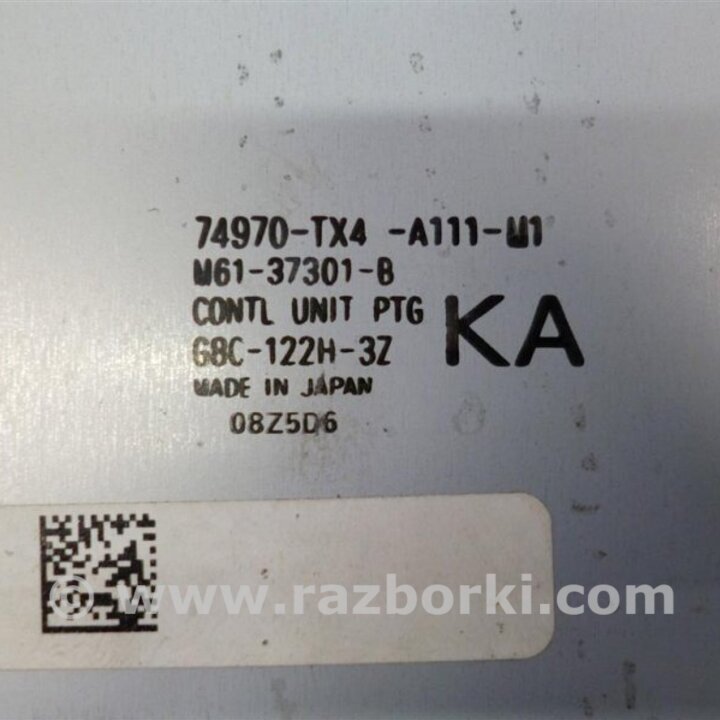 74970-TX4 -A111-M1
M61-37301-B
CONTL UNIT PTG
G8C-122H-3Z
KA
MADE IN JAPAN
08Z5D6
© www.razborki.com